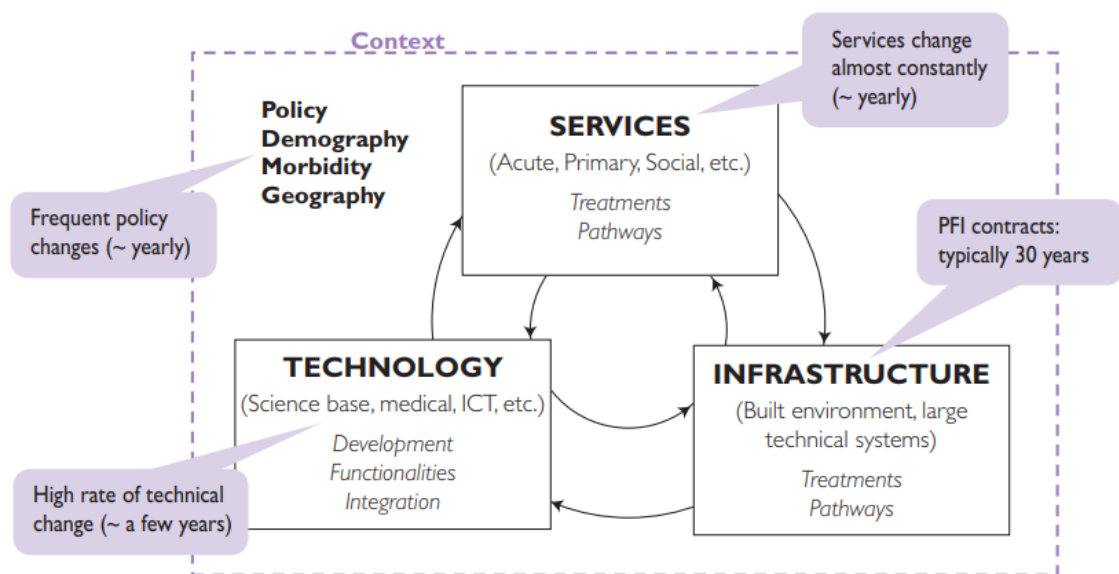 Context
Services change
almost constantly
(~ yearly)
Policy
Demography
Morbidity
Geography
SERVICES
(Acute, Primary, Social, etc.)
Treatments
Pathways
Frequent policy
changes (~ yearly)
PFI contracts:
typically 30 years
TECHNOLOGY
(Science base, medical, ICT, etc.)
Development
Functionalities
Integration
INFRASTRUCTURE
(Built environment, large
technical systems)
Treatments
Pathways
High rate of technical
change (~ a few years)